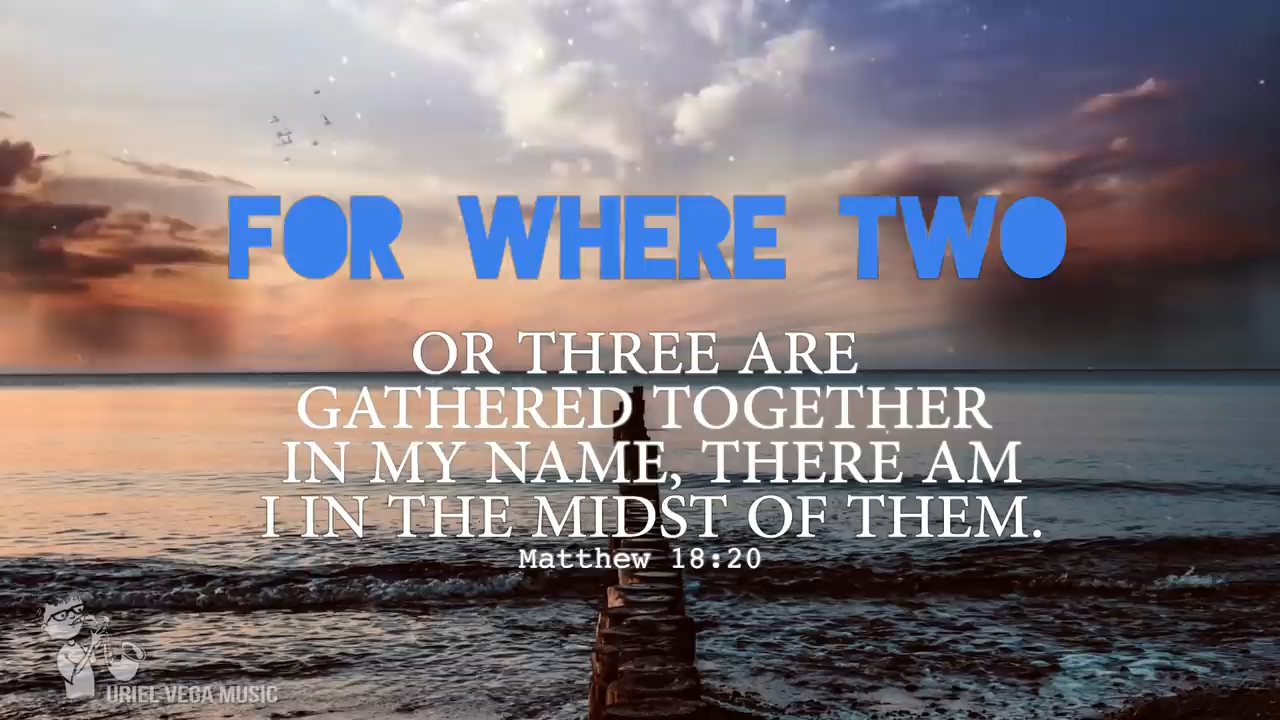 FOR WHERE TWO
OR THREE ARE
GATHERED TOGETHER
IN MY NAME, THERE AM
I IN THE MIDST OF THEM.
Matthew 18:20
URIEL VEGA MUSIC